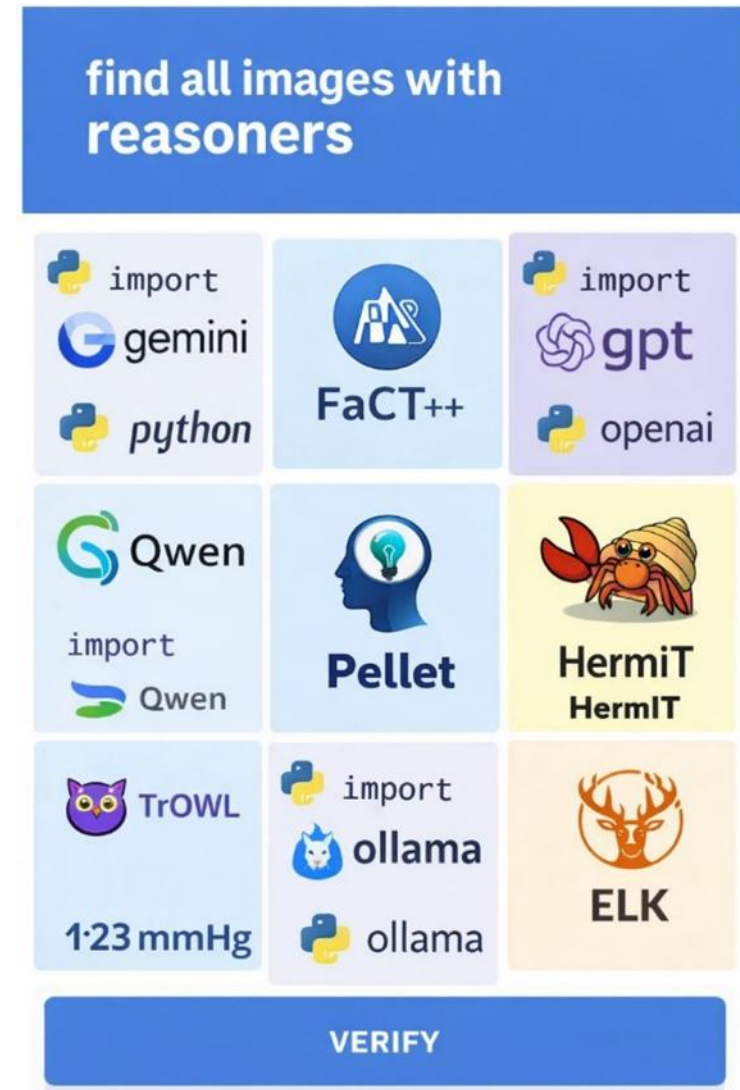 find all images with
reasoners
import
gemini
python
FaCT++
import
gpt
openai
Qwen
import
Qwen
Pellet
HermiT
HermIT
TrOWL
1·23 mmHg
import
ollama
ollama
ELK
VERIFY